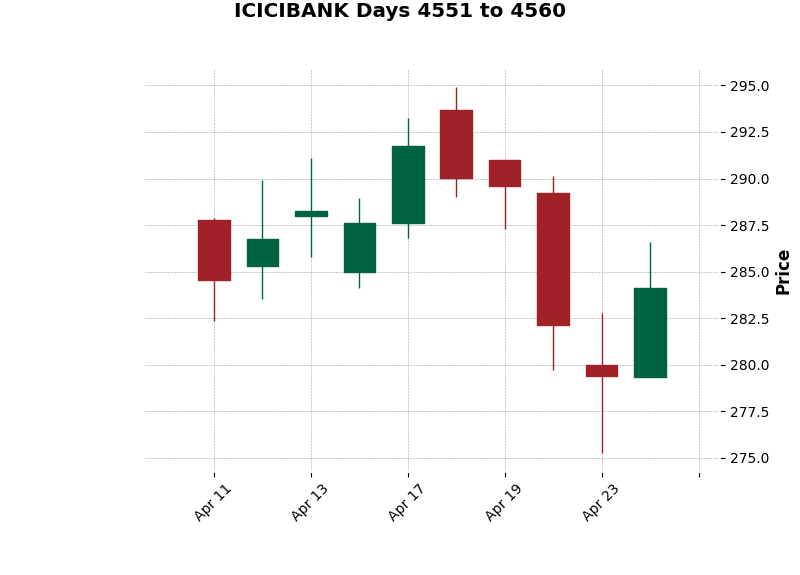 ICICIBANK Days 4551 to 4560
295.0
292.5
290.0
287.5
285.0
282.5
280.0
277.5
275.0
Price
Apr 11
Apr 13
Apr 17
Apr 19
Apr 23